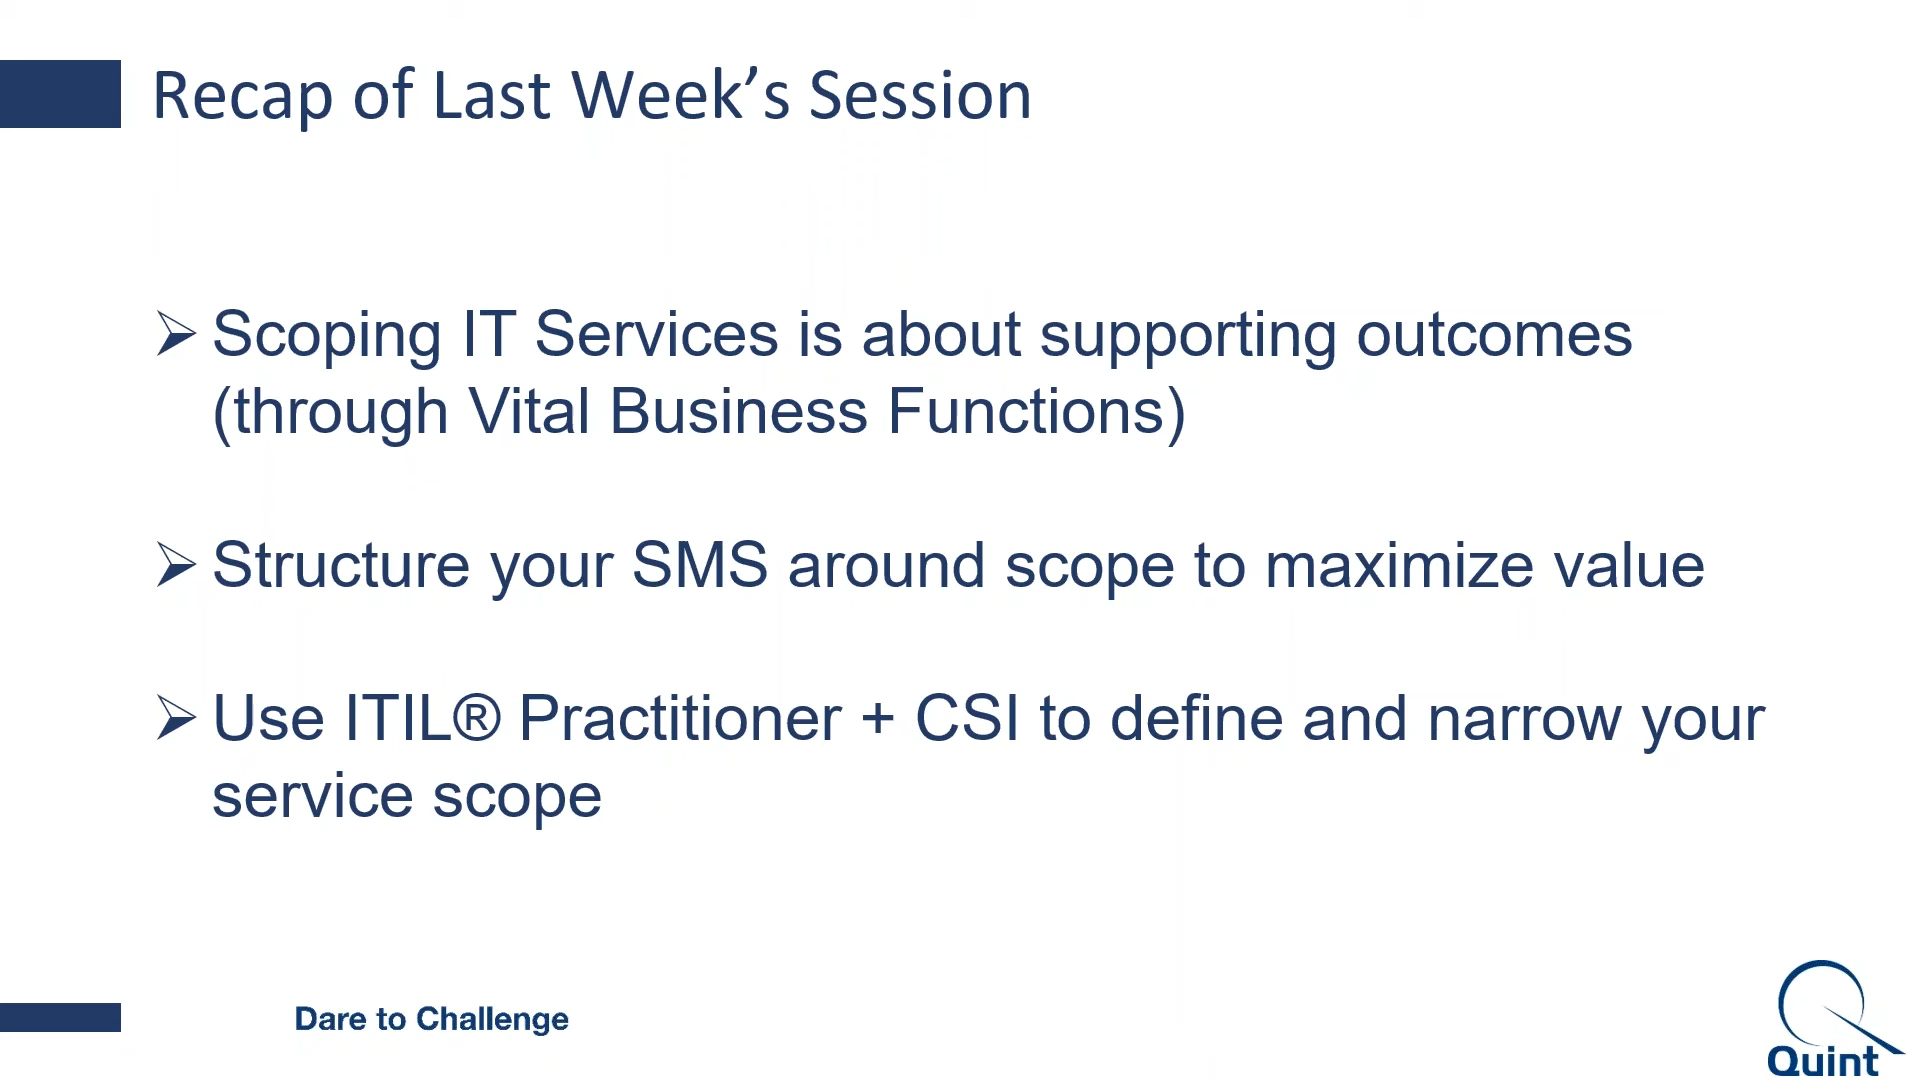 Recap of Last Week’s Session
➢ Scoping IT Services is about supporting outcomes
(through Vital Business Functions)
➢ Structure your SMS around scope to maximize value
➢ Use ITIL® Practitioner + CSI to define and narrow your
service scope
Dare to Challenge
Quint